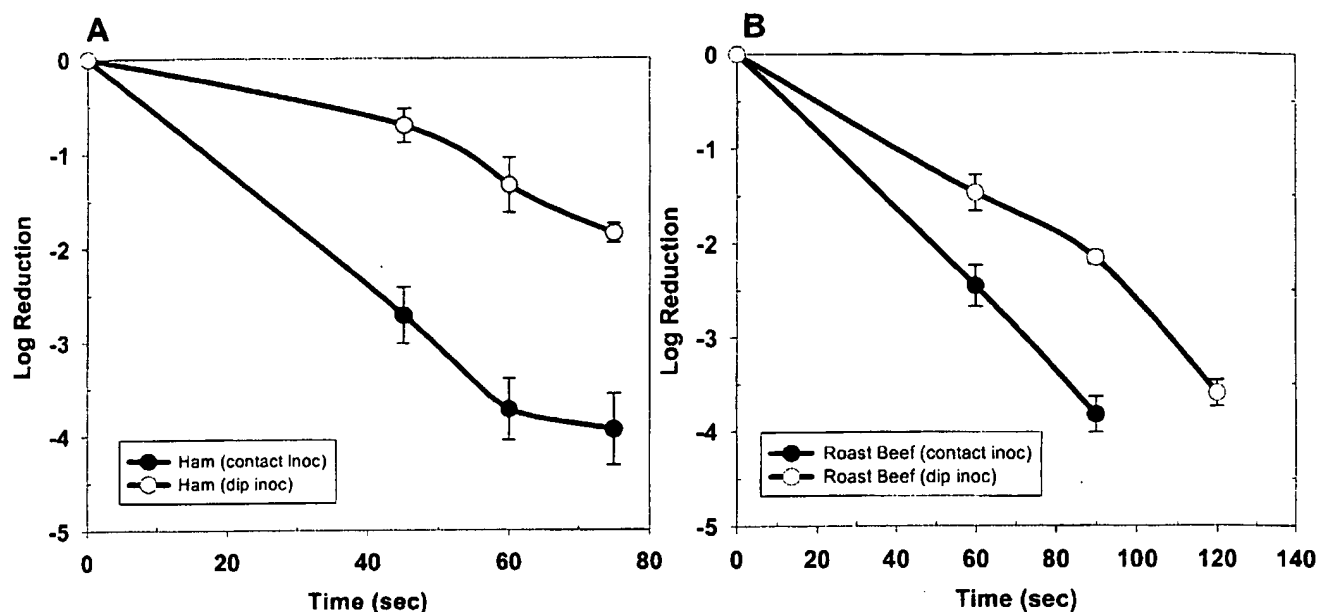 A
Log Reduction
0
-1
-2
-3
-4
-5
Ham (contact Inoc)
Ham (dip inoc)
0 20 40 60 80
Time (sec)
B
Log Reduction
0
-1
-2
-3
-4
-5
Roast Beef (contact inoc)
Roast Beef (dip inoc)
0 20 40 60 80 100 120 140
Time (sec)